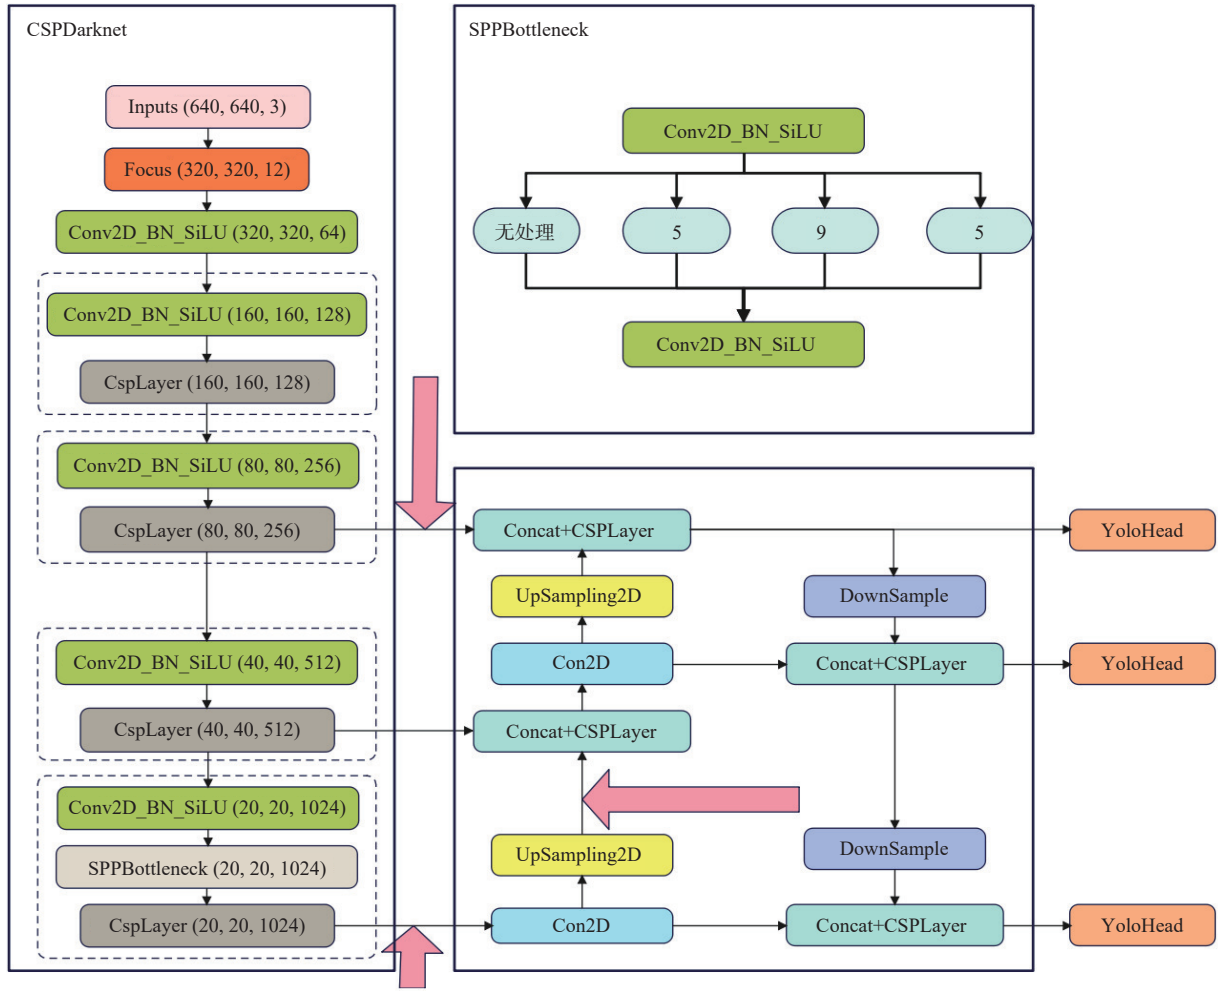 CSPDarknet
Inputs (640, 640, 3)
Focus (320, 320, 12)
Conv2D_BN_SiLU (320, 320, 64)
Conv2D_BN_SiLU (160, 160, 128)
CspLayer (160, 160, 128)
Conv2D_BN_SiLU (80, 80, 256)
CspLayer (80, 80, 256)
Conv2D_BN_SiLU (40, 40, 512)
CspLayer (40, 40, 512)
Conv2D_BN_SiLU (20, 20, 1024)
SPPBottleneck (20, 20, 1024)
CspLayer (20, 20, 1024)
SPPBottleneck
Conv2D_BN_SiLU
无处理
5
9
5
Conv2D_BN_SiLU
Concat+CSPLayer
YoloHead
UpSampling2D
DownSample
Con2D
Concat+CSPLayer
YoloHead
Concat+CSPLayer
UpSampling2D
DownSample
Con2D
Concat+CSPLayer
YoloHead